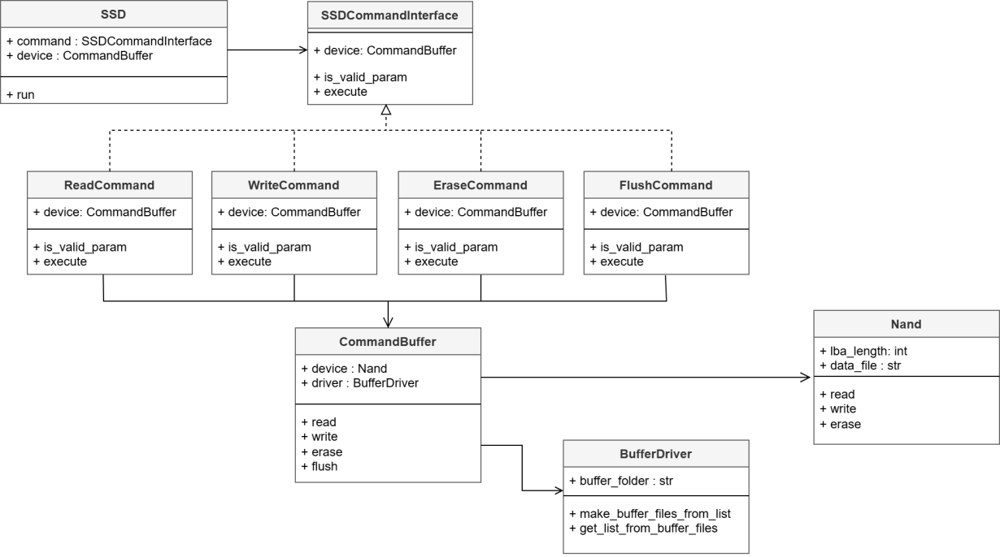 SSD
+ command : SSDCommandInterface
+ device : CommandBuffer
+ run
SSDCommandInterface
+ device: CommandBuffer
+ is_valid_param
+ execute
ReadCommand
+ device: CommandBuffer
+ is_valid_param
+ execute
WriteCommand
+ device: CommandBuffer
+ is_valid_param
+ execute
EraseCommand
+ device: CommandBuffer
+ is_valid_param
+ execute
FlushCommand
+ device: CommandBuffer
+ is_valid_param
+ execute
CommandBuffer
+ device : Nand
+ driver : BufferDriver
+ read
+ write
+ erase
+ flush
Nand
+ lba_length: int
+ data_file : str
+ read
+ write
+ erase
BufferDriver
+ buffer_folder : str
+ make_buffer_files_from_list
+ get_list_from_buffer_files